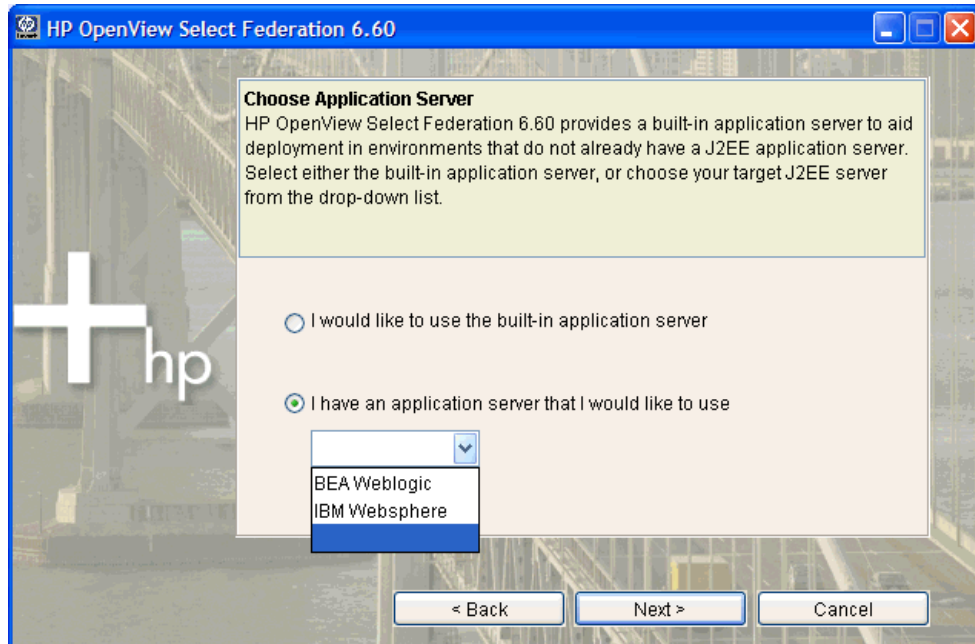 HP OpenView Select Federation 6.60
Choose Application Server
HP OpenView Select Federation 6.60 provides a built-in application server to aid
deployment in environments that do not already have a J2EE application server.
Select either the built-in application server, or choose your target J2EE server
from the drop-down list.
I would like to use the built-in application server
hp
I have an application server that I would like to use
BEA Weblogic
IBM Websphere
< Back
Next >
Cancel